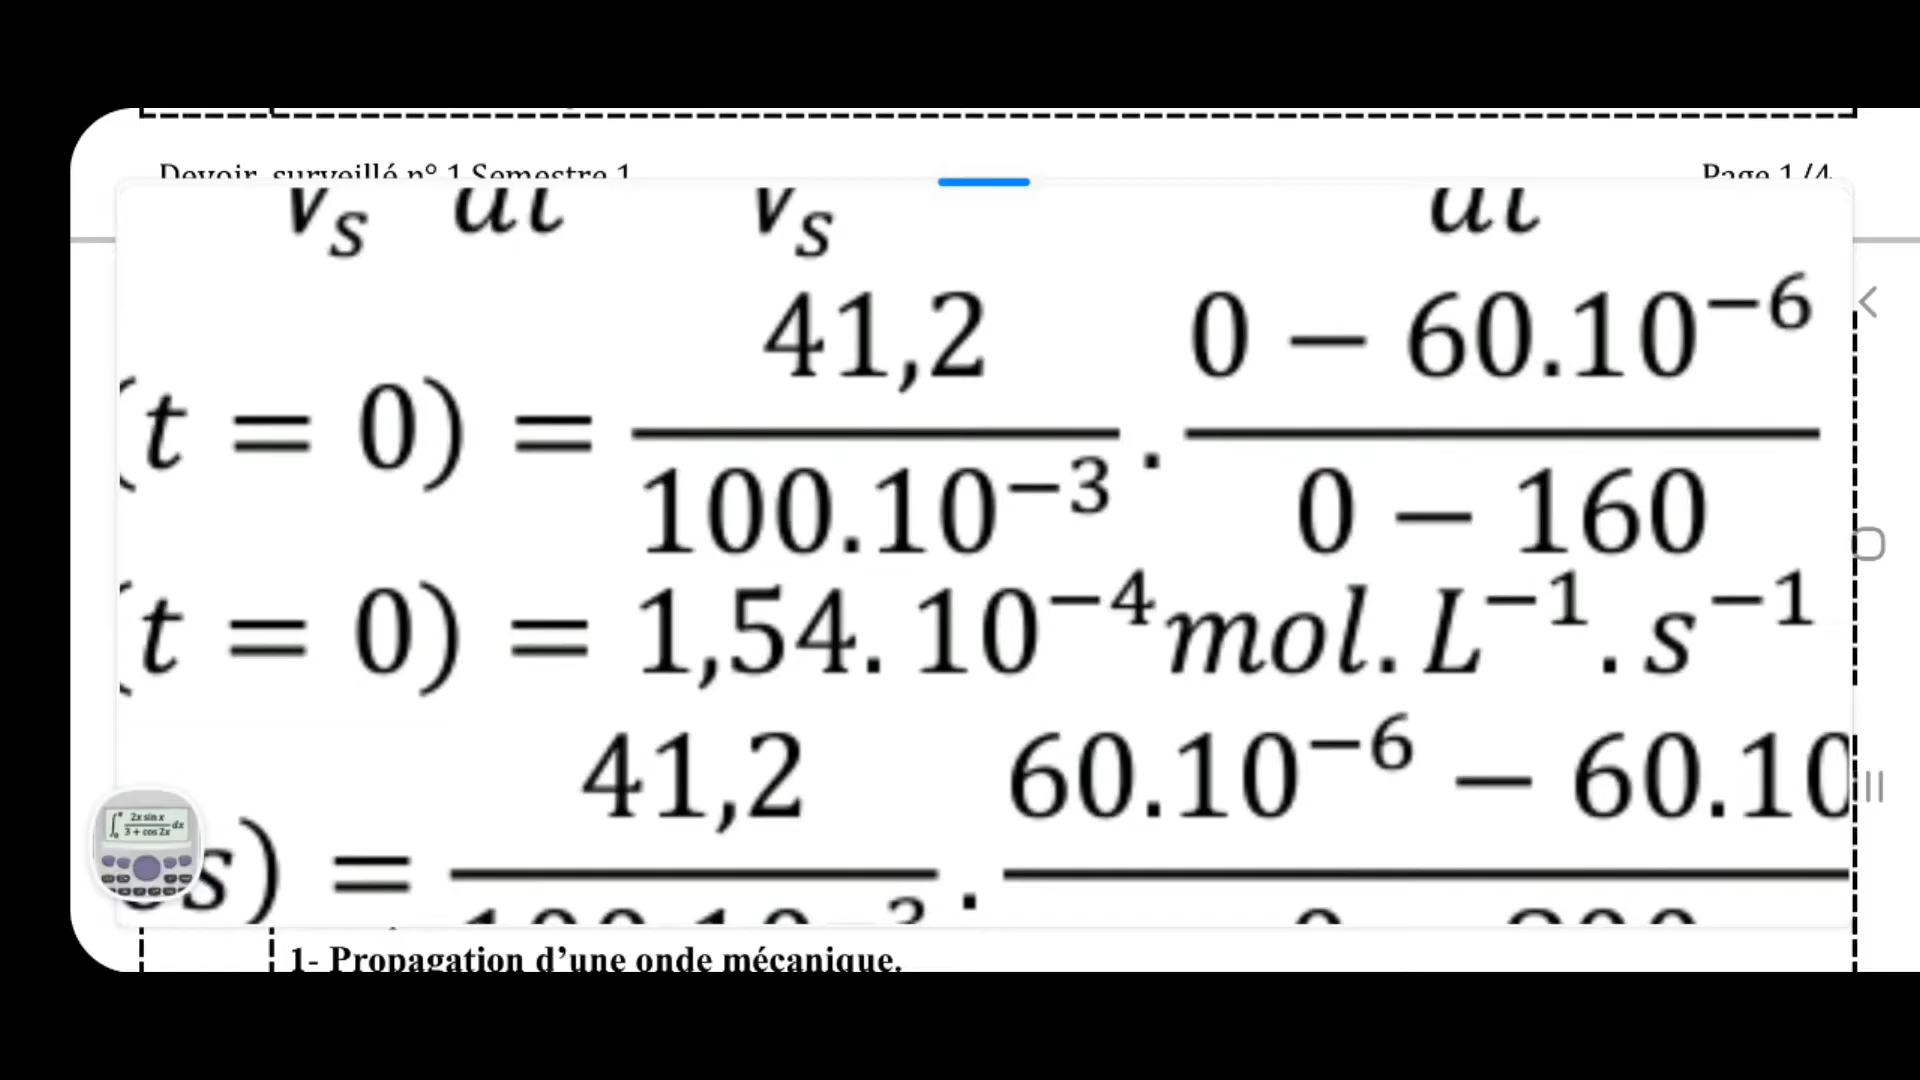 Devoir surveillé n° 1 Semestre 1
Page 1/4
(t = 0) = 41,2 / 100.10⁻³ . 0 − 60.10⁻⁶ / 0 − 160
(t = 0) = 1,54. 10⁻⁴ mol. L⁻¹. s⁻¹
s) = 41,2 . 60.10⁻⁶ − 60.10
1- Propagation d’une onde mécanique.